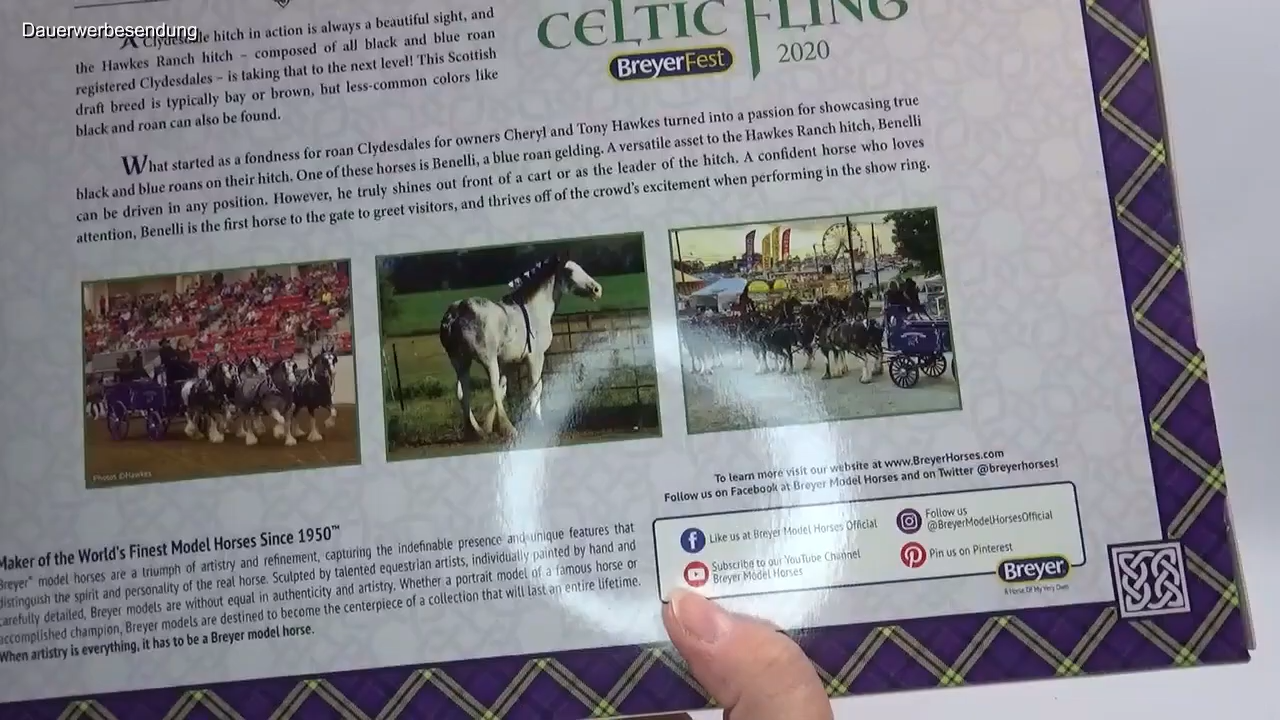 Dauerwerbesendung
A Clydesdale hitch in action is always a beautiful sight, and
the Hawkes Ranch hitch – composed of all black and blue roan
registered Clydesdales – is taking that to the next level! This Scottish
draft breed is typically bay or brown, but less-common colors like
black and roan can also be found.
CELTIC FLING
BreyerFest
2020
What started as a fondness for roan Clydesdales for owners Cheryl and Tony Hawkes turned into a passion for showcasing true
black and blue roans on their hitch. One of these horses is Benelli, a blue roan gelding. A versatile asset to the Hawkes Ranch hitch, Benelli
can be driven in any position. However, he truly shines out front of a cart or as the leader of the hitch. A confident horse who loves
attention, Benelli is the first horse to the gate to greet visitors, and thrives off of the crowd's excitement when performing in the show ring.
Photos ©Hawkes
To learn more visit our website at www.BreyerHorses.com
Follow us on Facebook at Breyer Model Horses and on Twitter @breyerhorses!
Like us at Breyer Model Horses Official
Follow us
@BreyerModelHorsesOfficial
Subscribe to our YouTube Channel
Breyer Model Horses
Pin us on Pinterest
Breyer
A Horse Of My Very Own
Maker of the World's Finest Model Horses Since 1950™
Breyer® model horses are a triumph of artistry and refinement, capturing the indefinable presence and unique features that
distinguish the spirit and personality of the real horse. Sculpted by talented equestrian artists, individually painted by hand and
carefully detailed, Breyer models are without equal in authenticity and artistry. Whether a portrait model of a famous horse or
accomplished champion, Breyer models are destined to become the centerpiece of a collection that will last an entire lifetime.
When artistry is everything, it has to be a Breyer model horse.